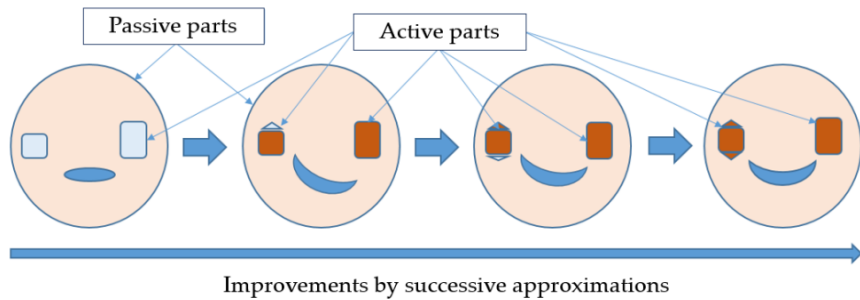 Passive parts
Active parts
Improvements by successive approximations